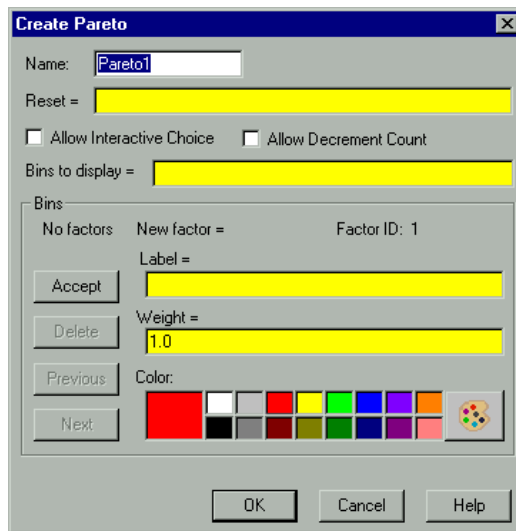 Create Pareto
Name: Pareto1
Reset =
Allow Interactive Choice Allow Decrement Count
Bins to display =
Bins
No factors New factor = Factor ID: 1
Label =
Accept
Weight =
Delete 1.0
Previous Color:
Next
OK Cancel Help